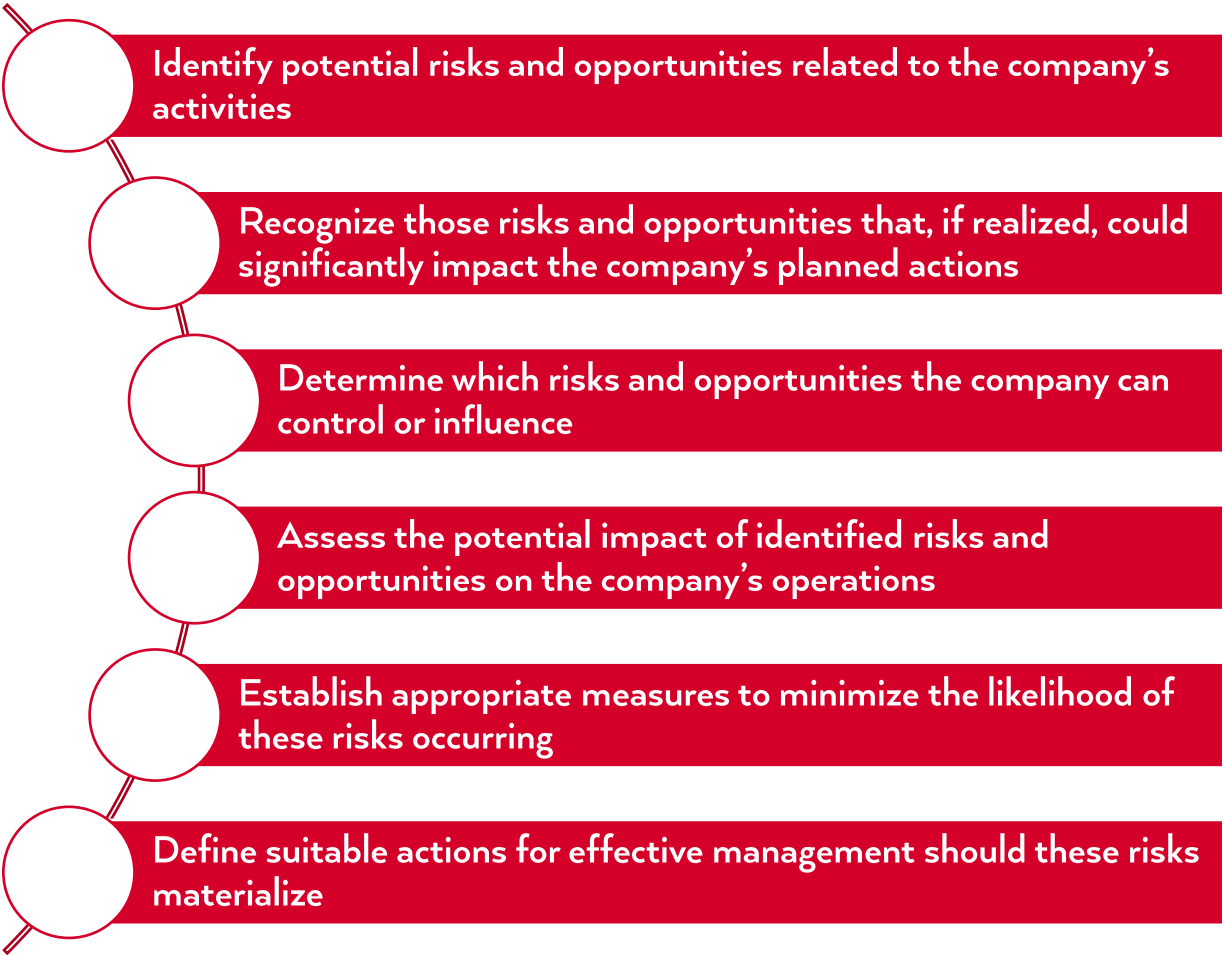 Identify potential risks and opportunities related to the company’s
activities
Recognize those risks and opportunities that, if realized, could
significantly impact the company’s planned actions
Determine which risks and opportunities the company can
control or influence
Assess the potential impact of identified risks and
opportunities on the company’s operations
Establish appropriate measures to minimize the likelihood of
these risks occurring
Define suitable actions for effective management should these risks
materialize